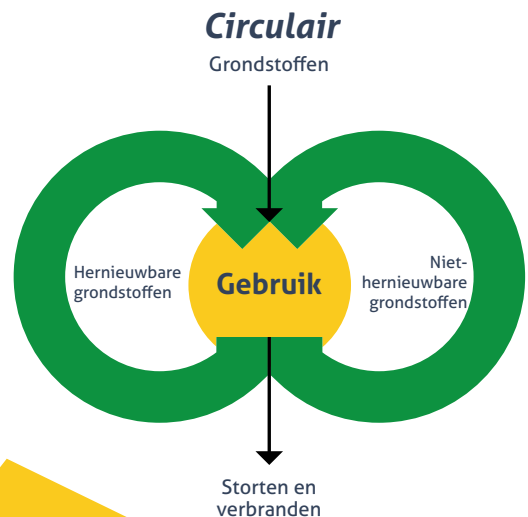 Circulair
Grondstoffen
Hernieuwbare
grondstoffen
Gebruik
Niet-
hernieuwbare
grondstoffen
Storten en
verbranden